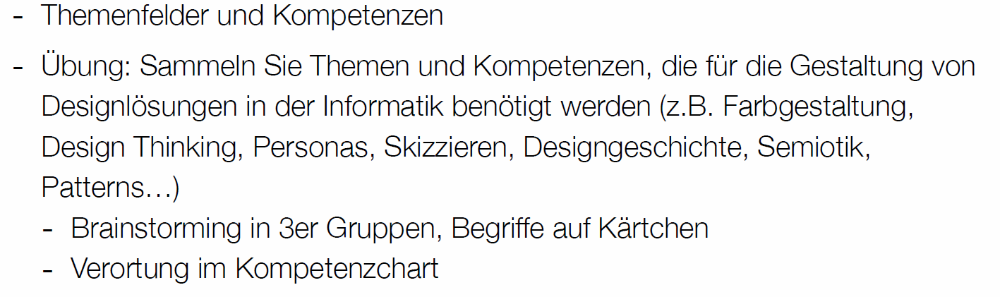 - Themenfelder und Kompetenzen
- Übung: Sammeln Sie Themen und Kompetenzen, die für die Gestaltung von
Designlösungen in der Informatik benötigt werden (z.B. Farbgestaltung,
Design Thinking, Personas, Skizzieren, Designgeschichte, Semiotik,
Patterns…)
- Brainstorming in 3er Gruppen, Begriffe auf Kärtchen
- Verortung im Kompetenzchart